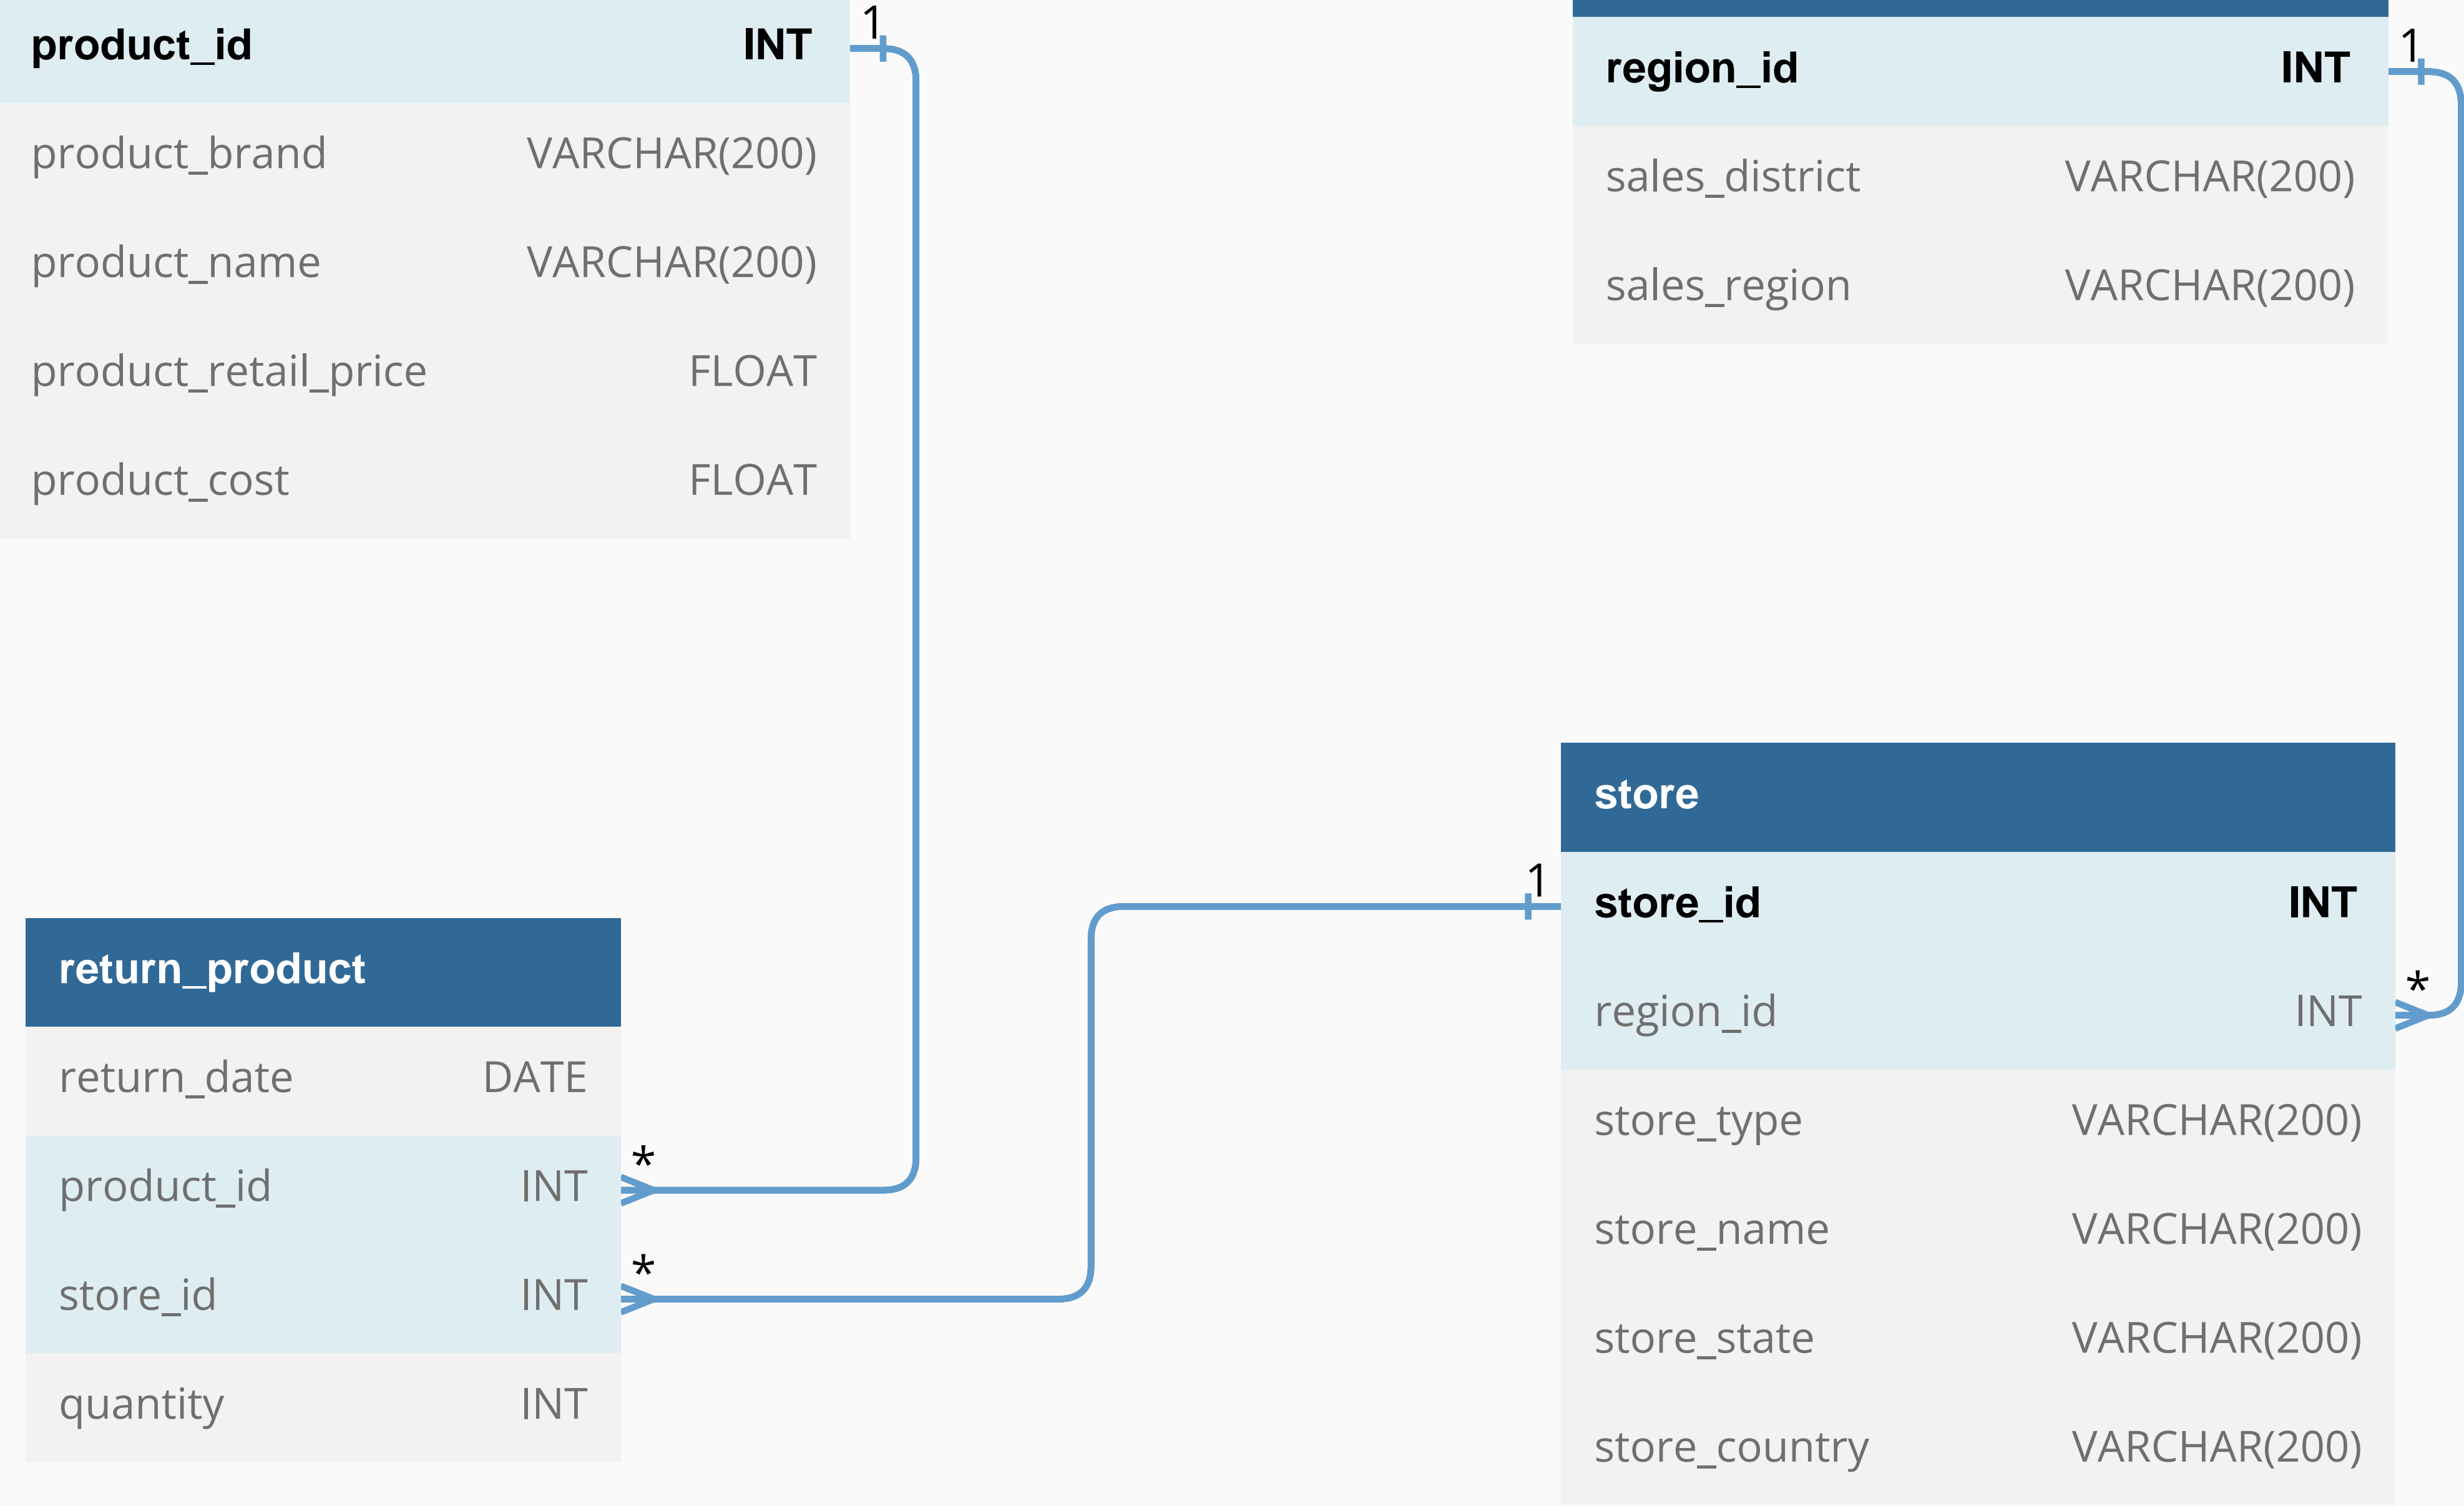 product_id INT 1
product_brand VARCHAR(200)
product_name VARCHAR(200)
product_retail_price FLOAT
product_cost FLOAT
region_id INT 1
sales_district VARCHAR(200)
sales_region VARCHAR(200)
return_product
return_date DATE
product_id INT *
store_id INT *
quantity INT
store
1 store_id INT
region_id INT *
store_type VARCHAR(200)
store_name VARCHAR(200)
store_state VARCHAR(200)
store_country VARCHAR(200)